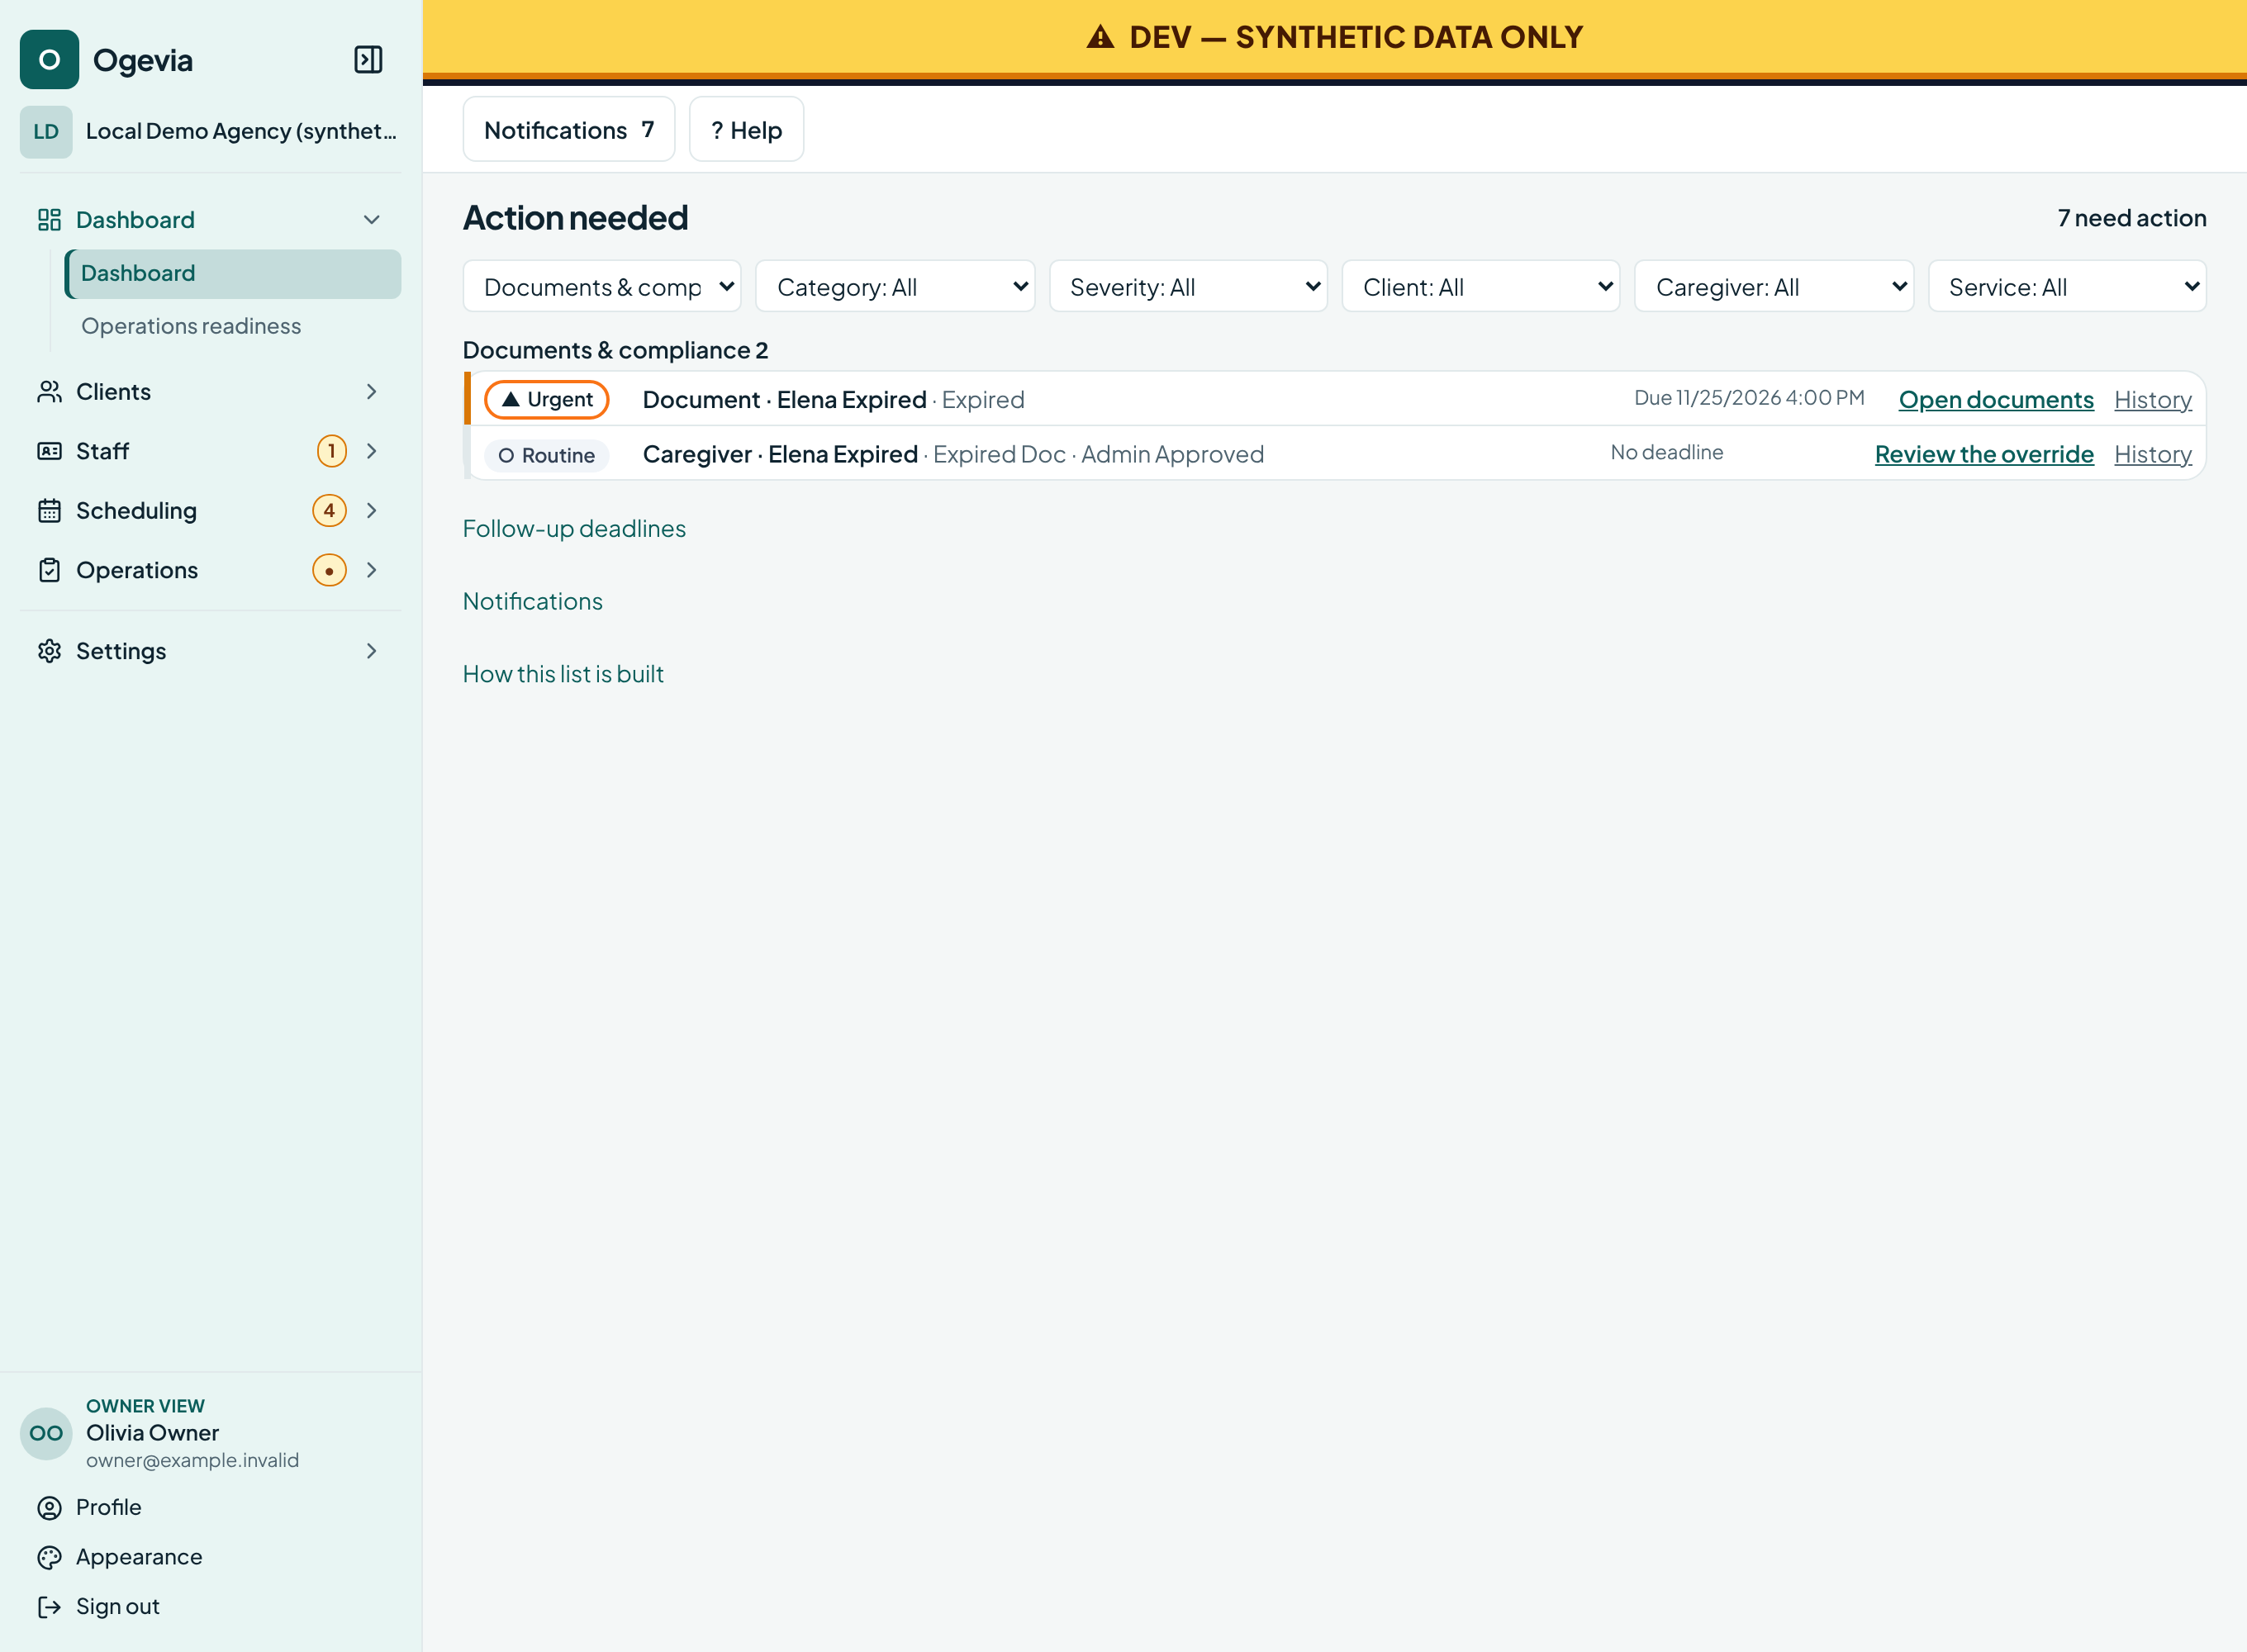 O Ogevia
LD Local Demo Agency (synthet...
Dashboard
Dashboard
Operations readiness
Clients
Staff 1
Scheduling 4
Operations
Settings
OWNER VIEW
OO Olivia Owner
owner@example.invalid
Profile
Appearance
Sign out
DEV — SYNTHETIC DATA ONLY
Notifications 7 ? Help
Action needed 7 need action
Documents & comp Category: All Severity: All Client: All Caregiver: All Service: All
Documents & compliance 2
Urgent Document · Elena Expired · Expired Due 11/25/2026 4:00 PM Open documents History
Routine Caregiver · Elena Expired · Expired Doc · Admin Approved No deadline Review the override History
Follow-up deadlines
Notifications
How this list is built